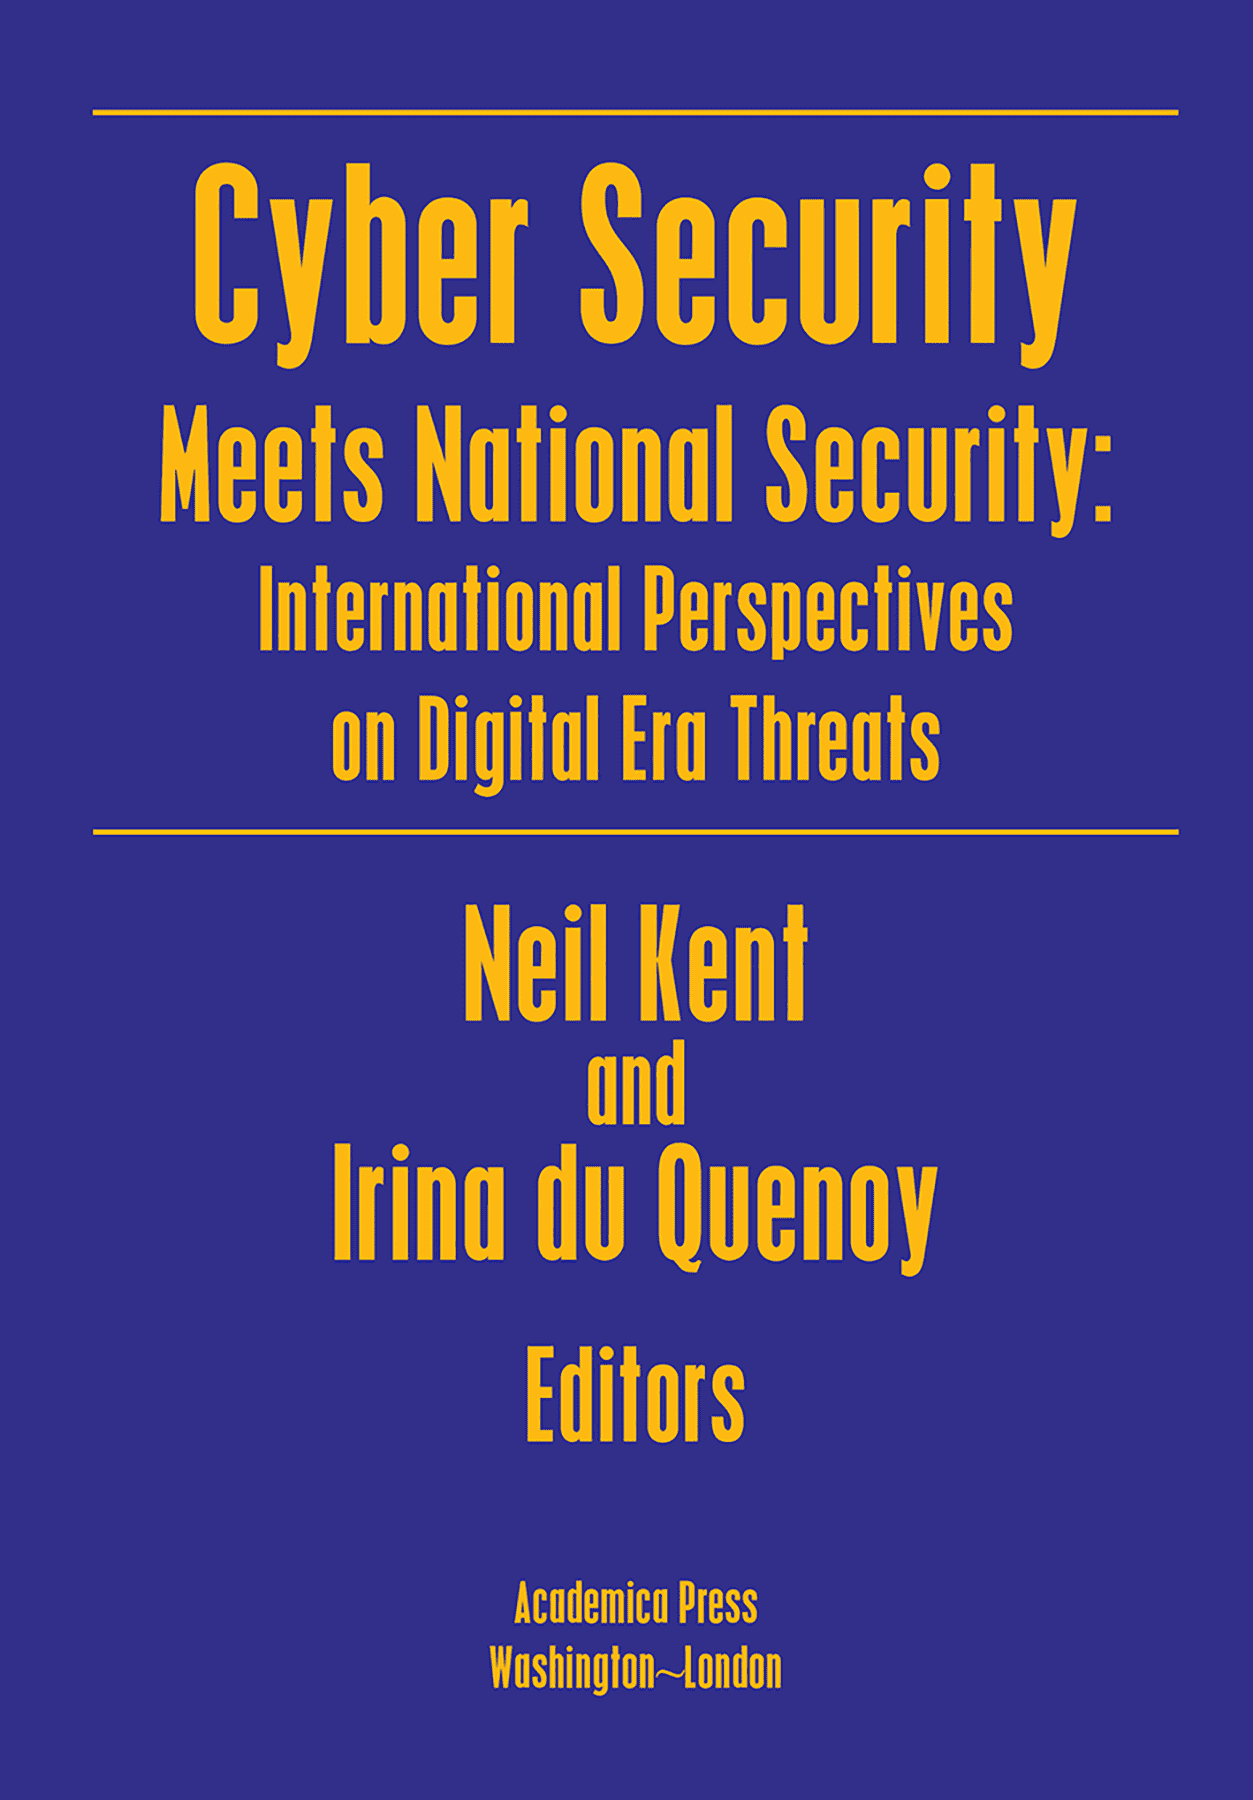 Cyber Security
Meets National Security:
International Perspectives
on Digital Era Threats
Neil Kent
and
Irina du Quenoy
Editors
Academica Press
Washington~London